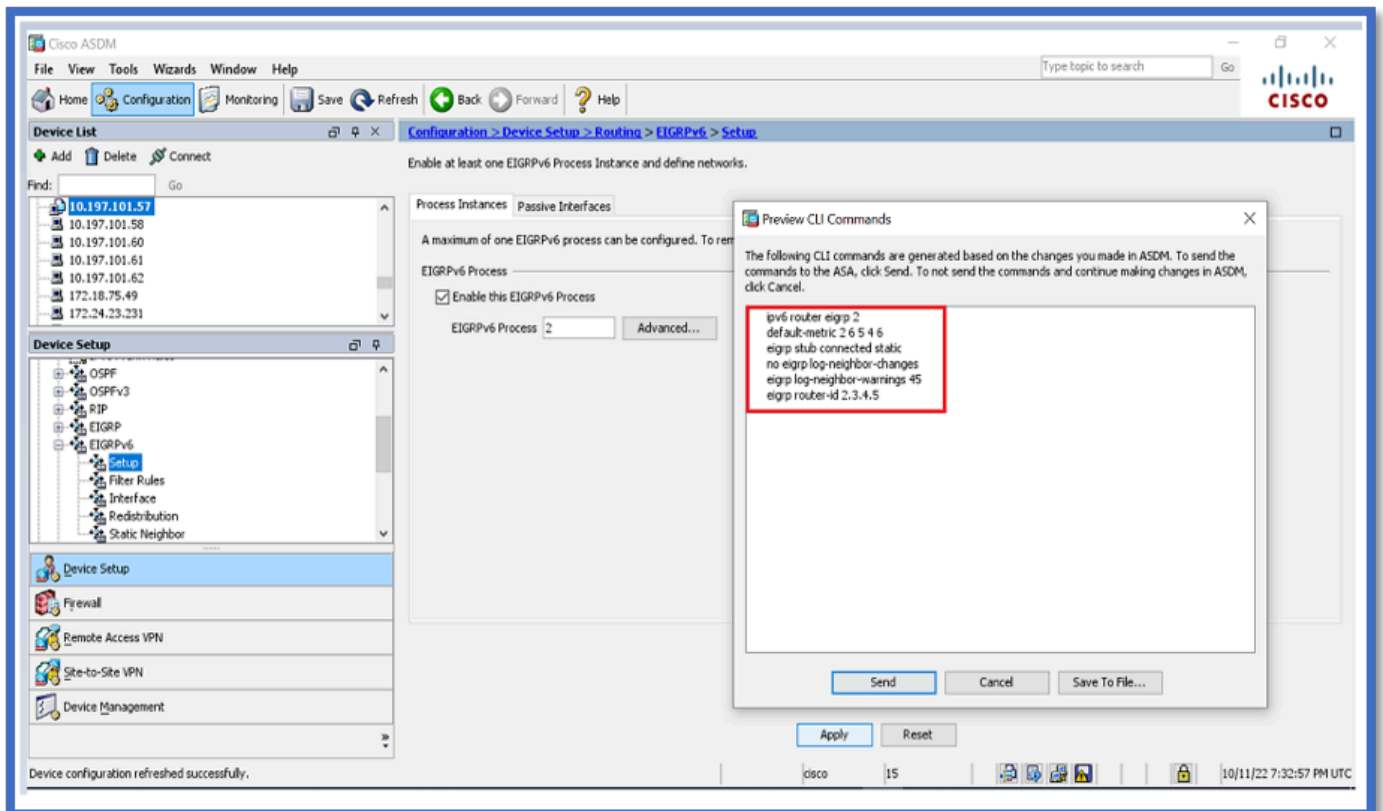 Cisco ASDM
File View Tools Wizards Window Help
Type topic to search Go
Home Configuration Monitoring Save Refresh Back Forward Help
CISCO
Device List
Add Delete Connect
Find: Go
10.197.101.57
10.197.101.58
10.197.101.60
10.197.101.61
10.197.101.62
172.18.75.49
172.24.23.231
Device Setup
OSPF
OSPFv3
RIP
EIGRP
EIGRPv6
Setup
Filter Rules
Interface
Redistribution
Static Neighbor
Device Setup
Firewall
Remote Access VPN
Site-to-Site VPN
Device Management
Configuration > Device Setup > Routing > EIGRPv6 > Setup
Enable at least one EIGRPv6 Process Instance and define networks.
Process Instances Passive Interfaces
A maximum of one EIGRPv6 process can be configured. To
EIGRPv6 Process
Enable this EIGRPv6 Process
EIGRPv6 Process 2 Advanced...
Preview CLI Commands
The following CLI commands are generated based on the changes you made in ASDM. To send the
commands to the ASA, click Send. To not send the commands and continue making changes in ASDM,
click Cancel.
ipv6 router eigrp 2
default-metric 2 6 5 4 6
eigrp stub connected static
no eigrp log-neighbor-changes
eigrp log-neighbor-warnings 45
eigrp router-id 2.3.4.5
Send Cancel Save To File...
Apply Reset
Device configuration refreshed successfully.
cisco 15 10/11/22 7:32:57 PM UTC